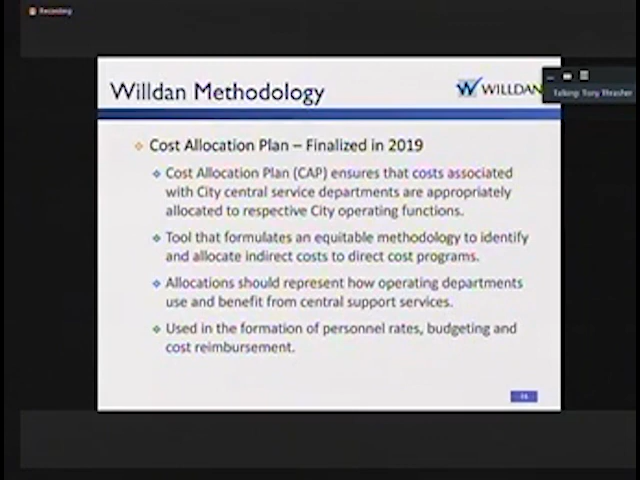 Recording
Willdan Methodology
WILLDAN
Talking: Tony Thrasher
Cost Allocation Plan – Finalized in 2019
Cost Allocation Plan (CAP) ensures that costs associated
with City central service departments are appropriately
allocated to respective City operating functions.
Tool that formulates an equitable methodology to identify
and allocate indirect costs to direct cost programs.
Allocations should represent how operating departments
use and benefit from central support services.
Used in the formation of personnel rates, budgeting and
cost reimbursement.